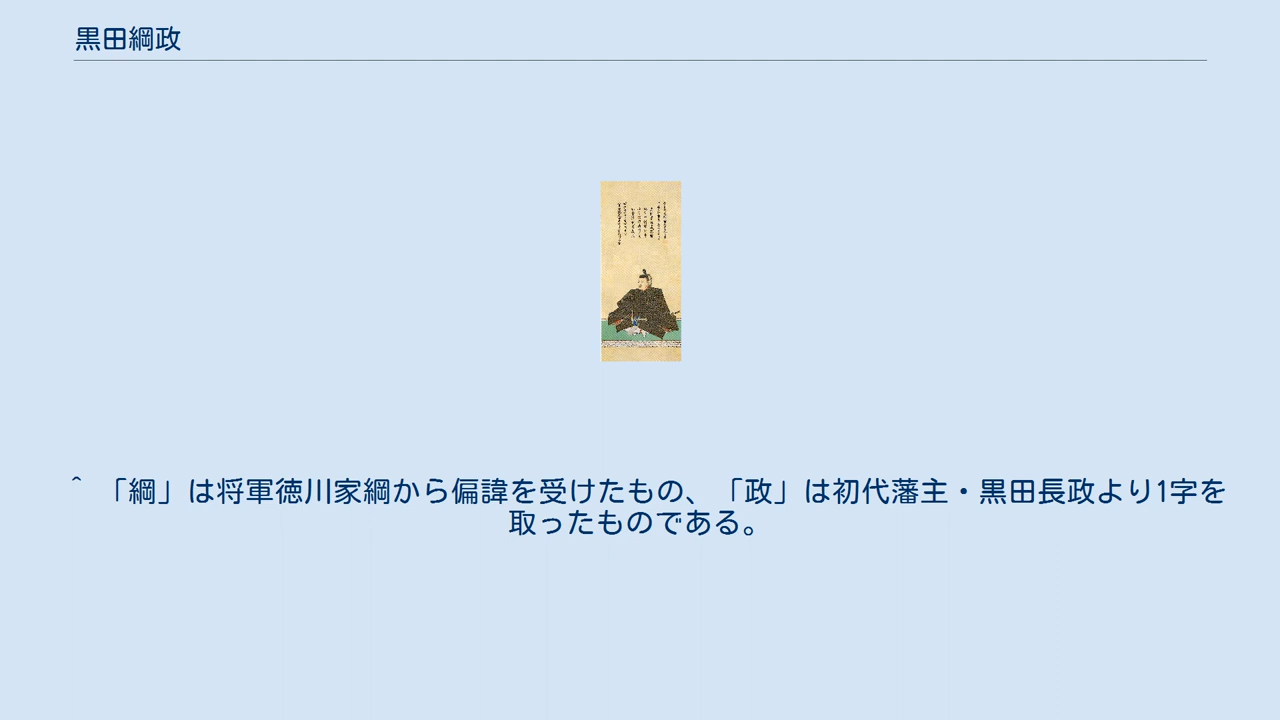 黒田綱政
^ 「綱」は将軍徳川家綱から偏諱を受けたもの、「政」は初代藩主・黒田長政より1字を
取ったものである。